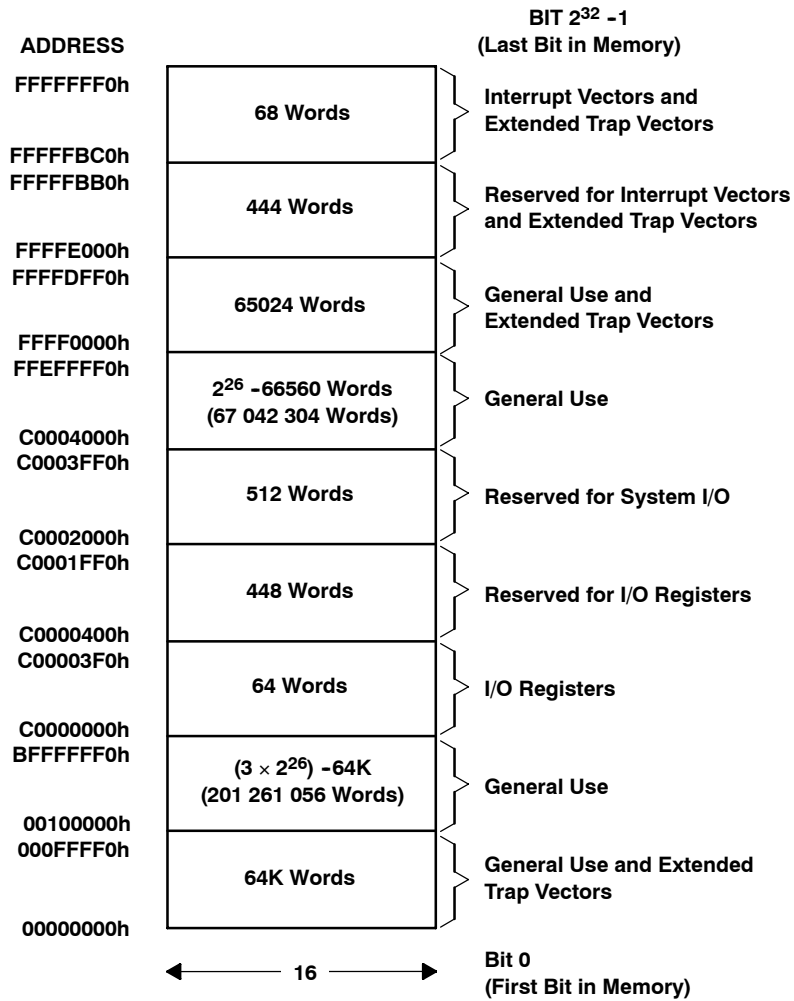 BIT 2³² -1
(Last Bit in Memory)
ADDRESS
FFFFFFF0h
68 Words
Interrupt Vectors and
Extended Trap Vectors
FFFFFBC0h
FFFFFBB0h
444 Words
Reserved for Interrupt Vectors
and Extended Trap Vectors
FFFFE000h
FFFFDFF0h
65024 Words
General Use and
Extended Trap Vectors
FFFF0000h
FFEFFFF0h
2²⁶ -66560 Words
(67 042 304 Words)
General Use
C0004000h
C0003FF0h
512 Words
Reserved for System I/O
C0002000h
C0001FF0h
448 Words
Reserved for I/O Registers
C0000400h
C00003F0h
64 Words
I/O Registers
C0000000h
BFFFFFF0h
(3 × 2²⁶) -64K
(201 261 056 Words)
General Use
00100000h
000FFFF0h
64K Words
General Use and Extended
Trap Vectors
00000000h
16
Bit 0
(First Bit in Memory)